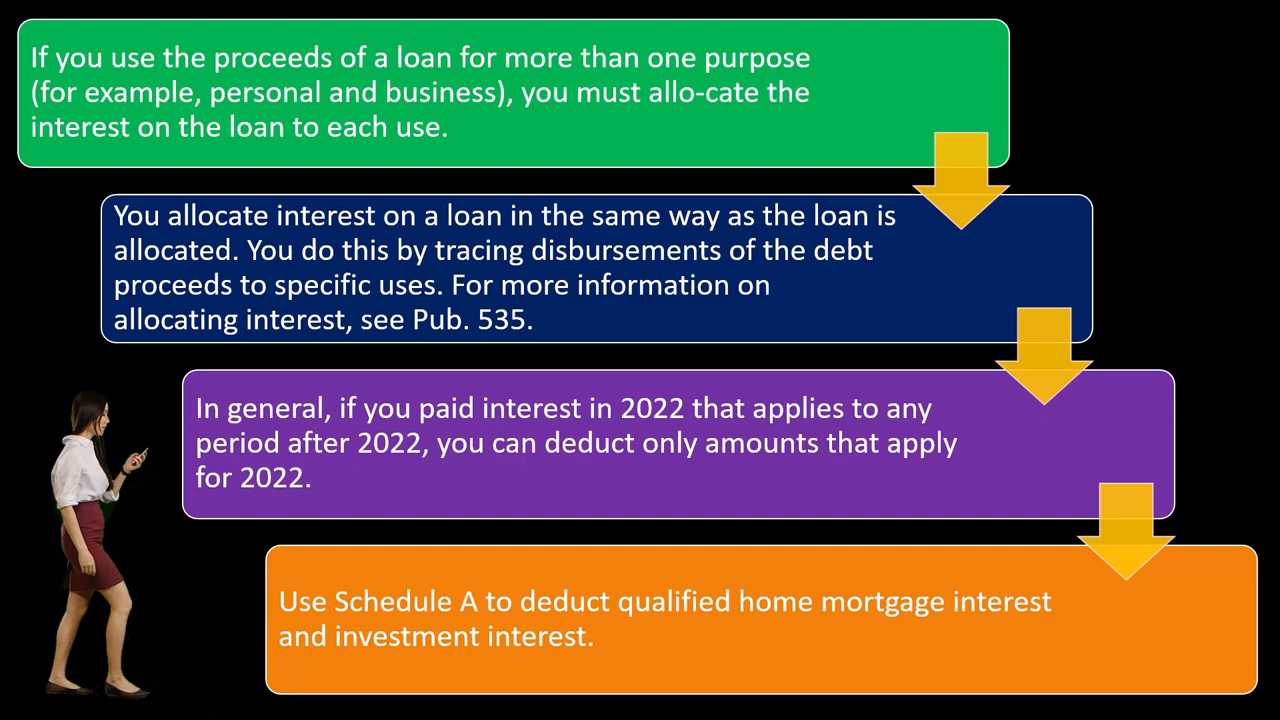 If you use the proceeds of a loan for more than one purpose
(for example, personal and business), you must allo-cate the
interest on the loan to each use.
You allocate interest on a loan in the same way as the loan is
allocated. You do this by tracing disbursements of the debt
proceeds to specific uses. For more information on
allocating interest, see Pub. 535.
In general, if you paid interest in 2022 that applies to any
period after 2022, you can deduct only amounts that apply
for 2022.
Use Schedule A to deduct qualified home mortgage interest
and investment interest.